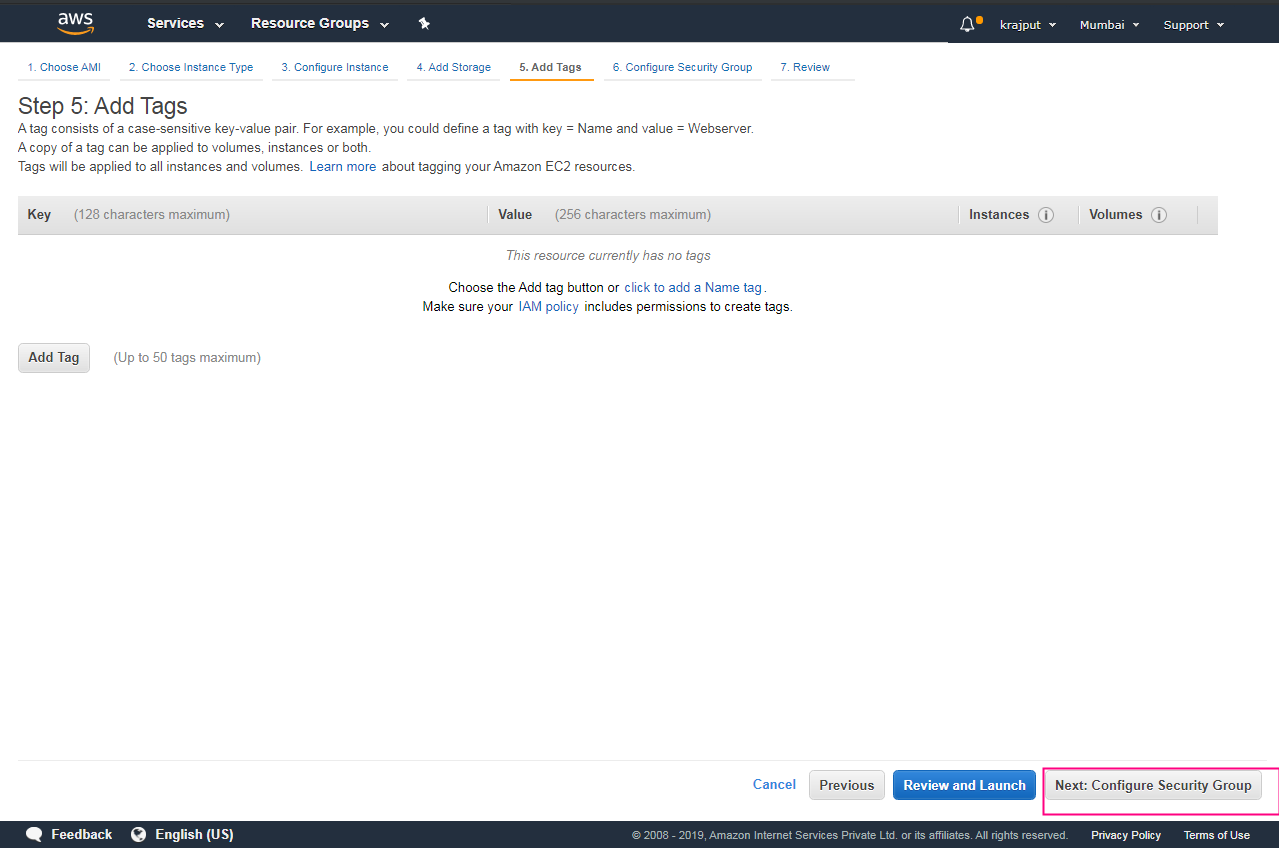 aws Services Resource Groups krajput Mumbai Support
1. Choose AMI 2. Choose Instance Type 3. Configure Instance 4. Add Storage 5. Add Tags 6. Configure Security Group 7. Review
Step 5: Add Tags
A tag consists of a case-sensitive key-value pair. For example, you could define a tag with key = Name and value = Webserver.
A copy of a tag can be applied to volumes, instances or both.
Tags will be applied to all instances and volumes. Learn more about tagging your Amazon EC2 resources.
Key (128 characters maximum) Value (256 characters maximum) Instances i Volumes i
This resource currently has no tags
Choose the Add tag button or click to add a Name tag.
Make sure your IAM policy includes permissions to create tags.
Add Tag (Up to 50 tags maximum)
Cancel Previous Review and Launch Next: Configure Security Group
Feedback English (US) © 2008 - 2019, Amazon Internet Services Private Ltd. or its affiliates. All rights reserved. Privacy Policy Terms of Use